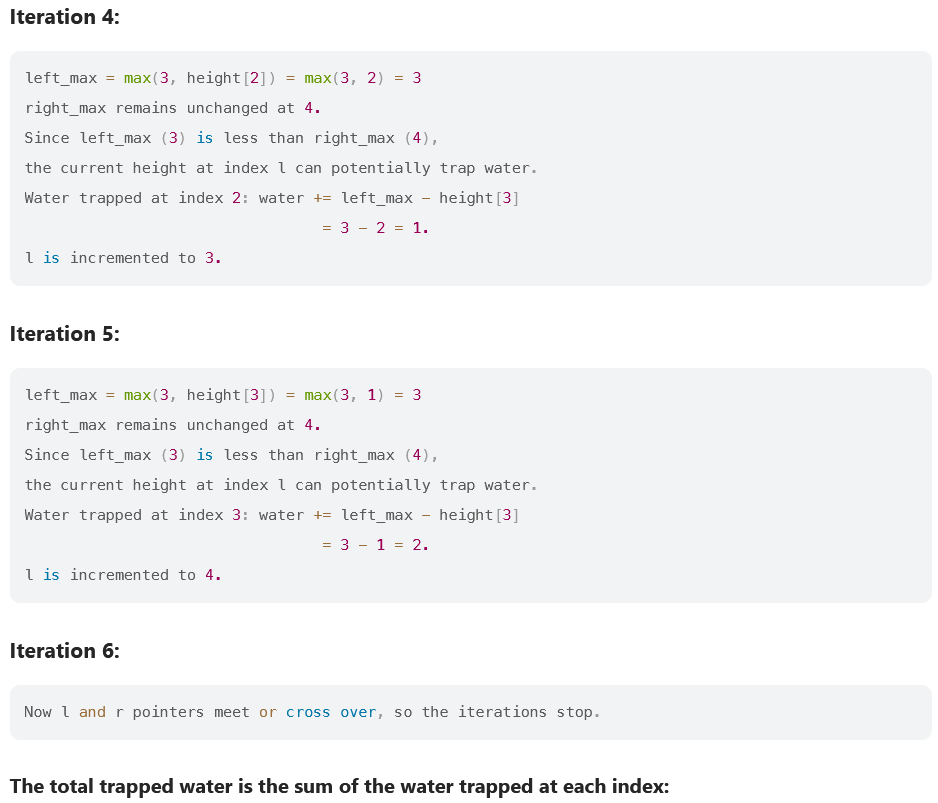 Iteration 4:
left_max = max(3, height[2]) = max(3, 2) = 3
right_max remains unchanged at 4.
Since left_max (3) is less than right_max (4),
the current height at index l can potentially trap water.
Water trapped at index 2: water += left_max − height[3]
= 3 − 2 = 1.
l is incremented to 3.
Iteration 5:
left_max = max(3, height[3]) = max(3, 1) = 3
right_max remains unchanged at 4.
Since left_max (3) is less than right_max (4),
the current height at index l can potentially trap water.
Water trapped at index 3: water += left_max − height[3]
= 3 − 1 = 2.
l is incremented to 4.
Iteration 6:
Now l and r pointers meet or cross over, so the iterations stop.
The total trapped water is the sum of the water trapped at each index: